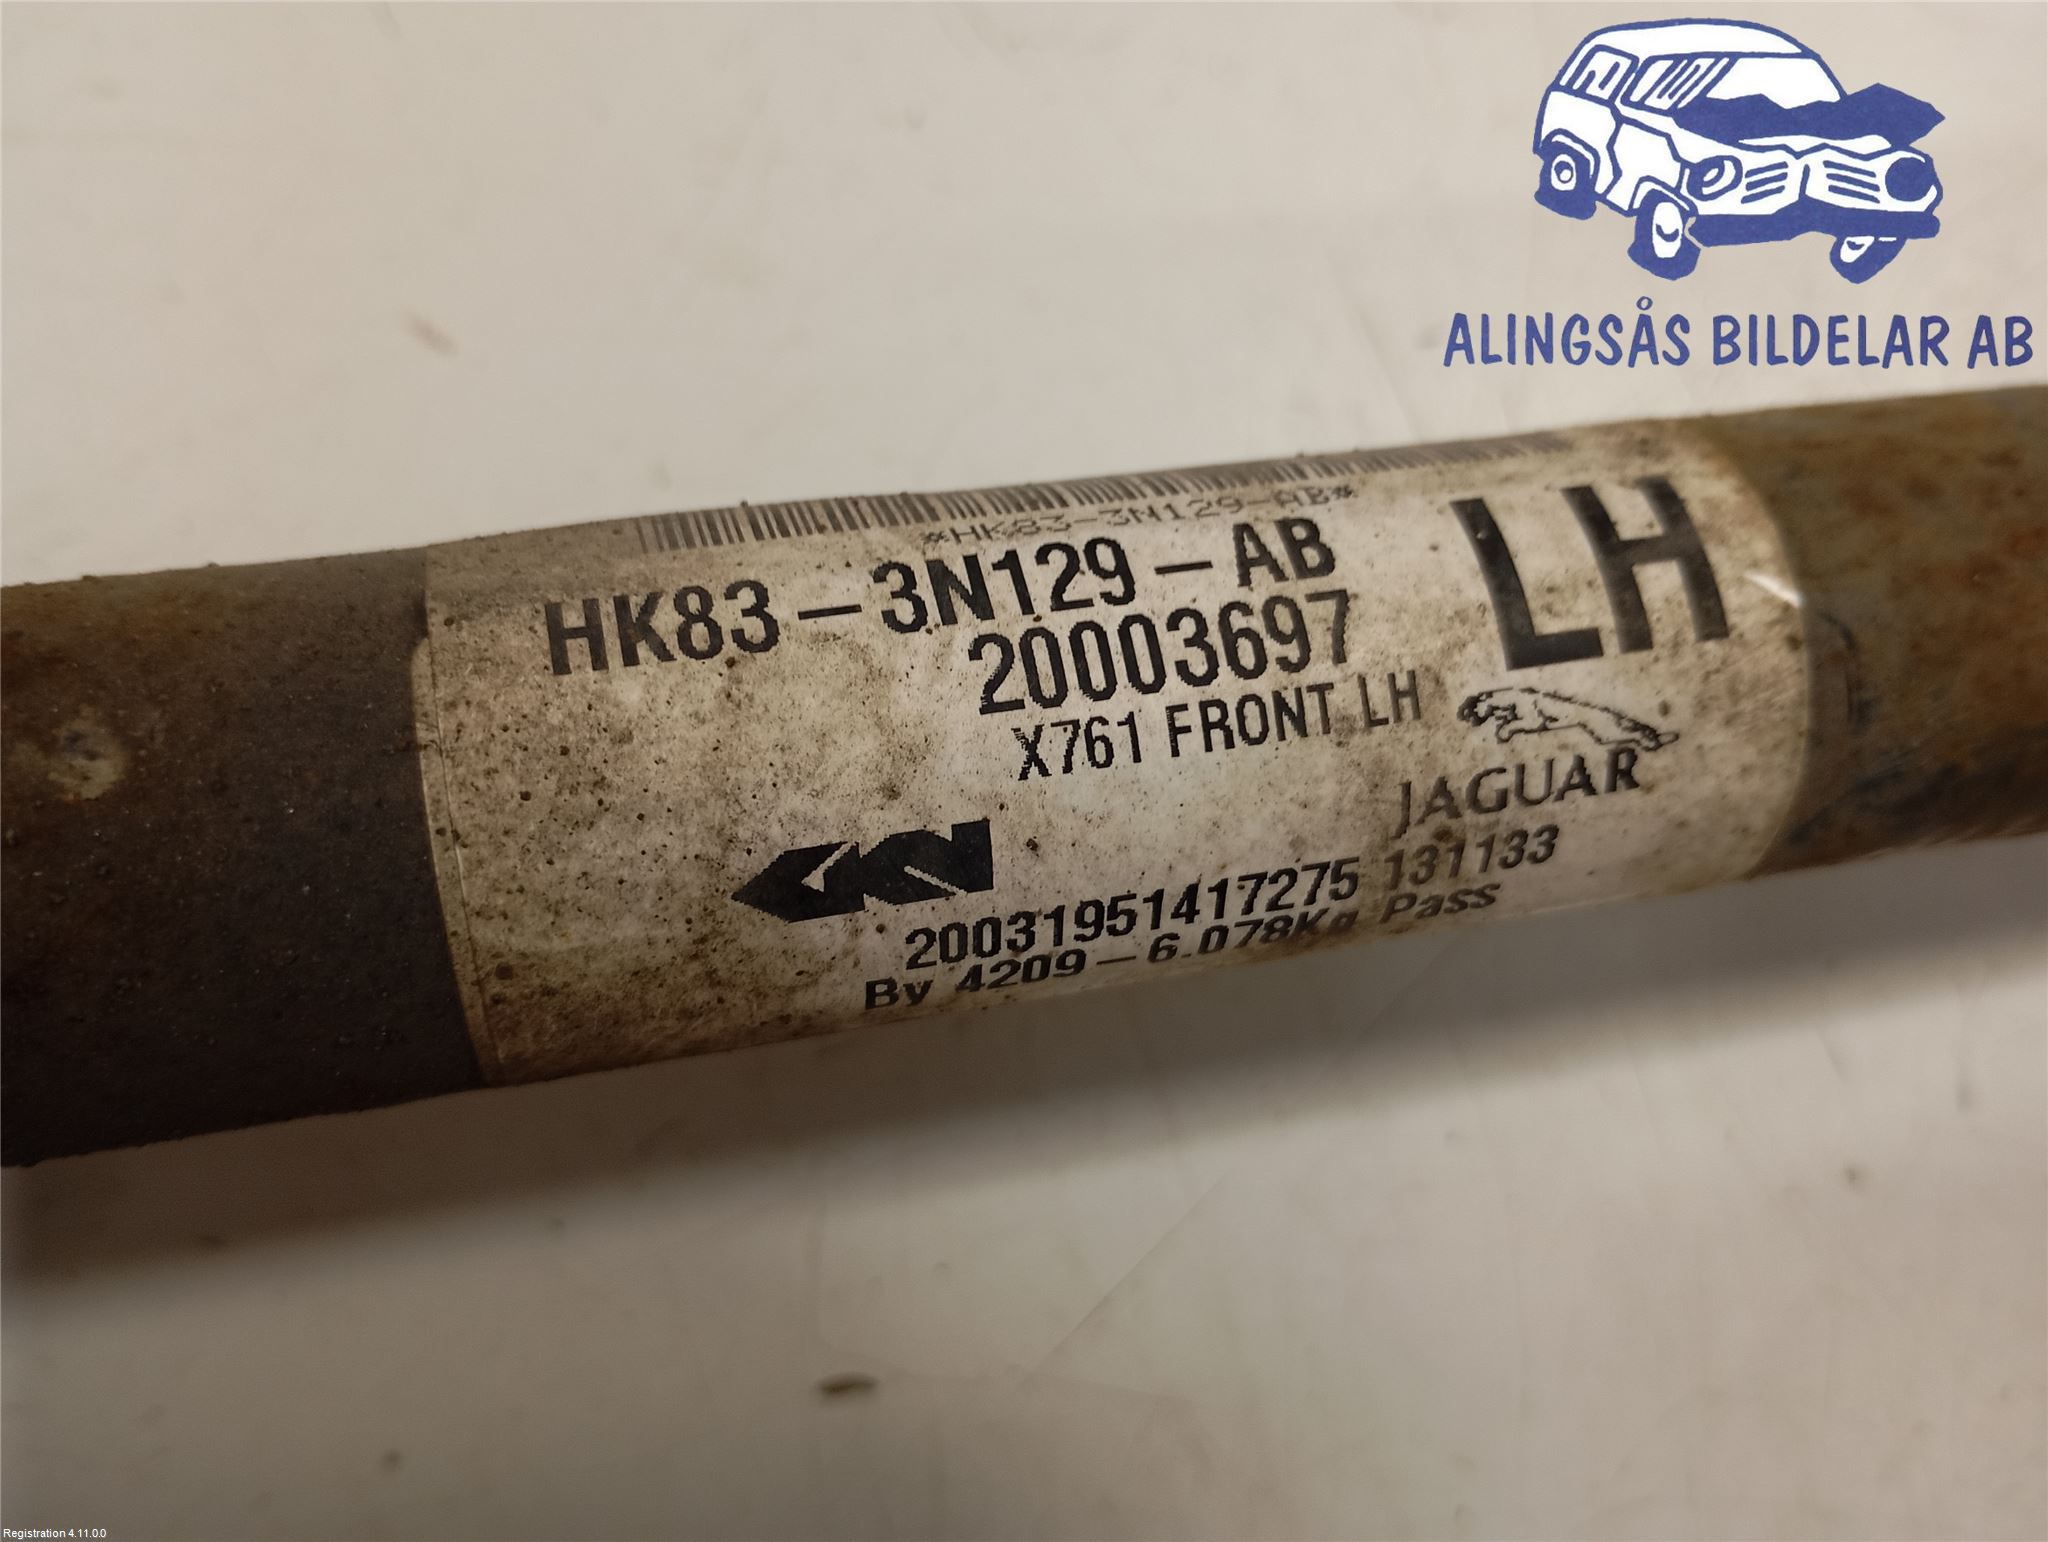 ALINGSÅS BILDELAR AB
*HK83-3N129-AB*
HK83-3N129-AB
LH
20003697
X761 FRONT LH
JAGUAR
GKN
20031951417275 131133
By 4209-6.078Kg Pass
Registration 4.11.0.0